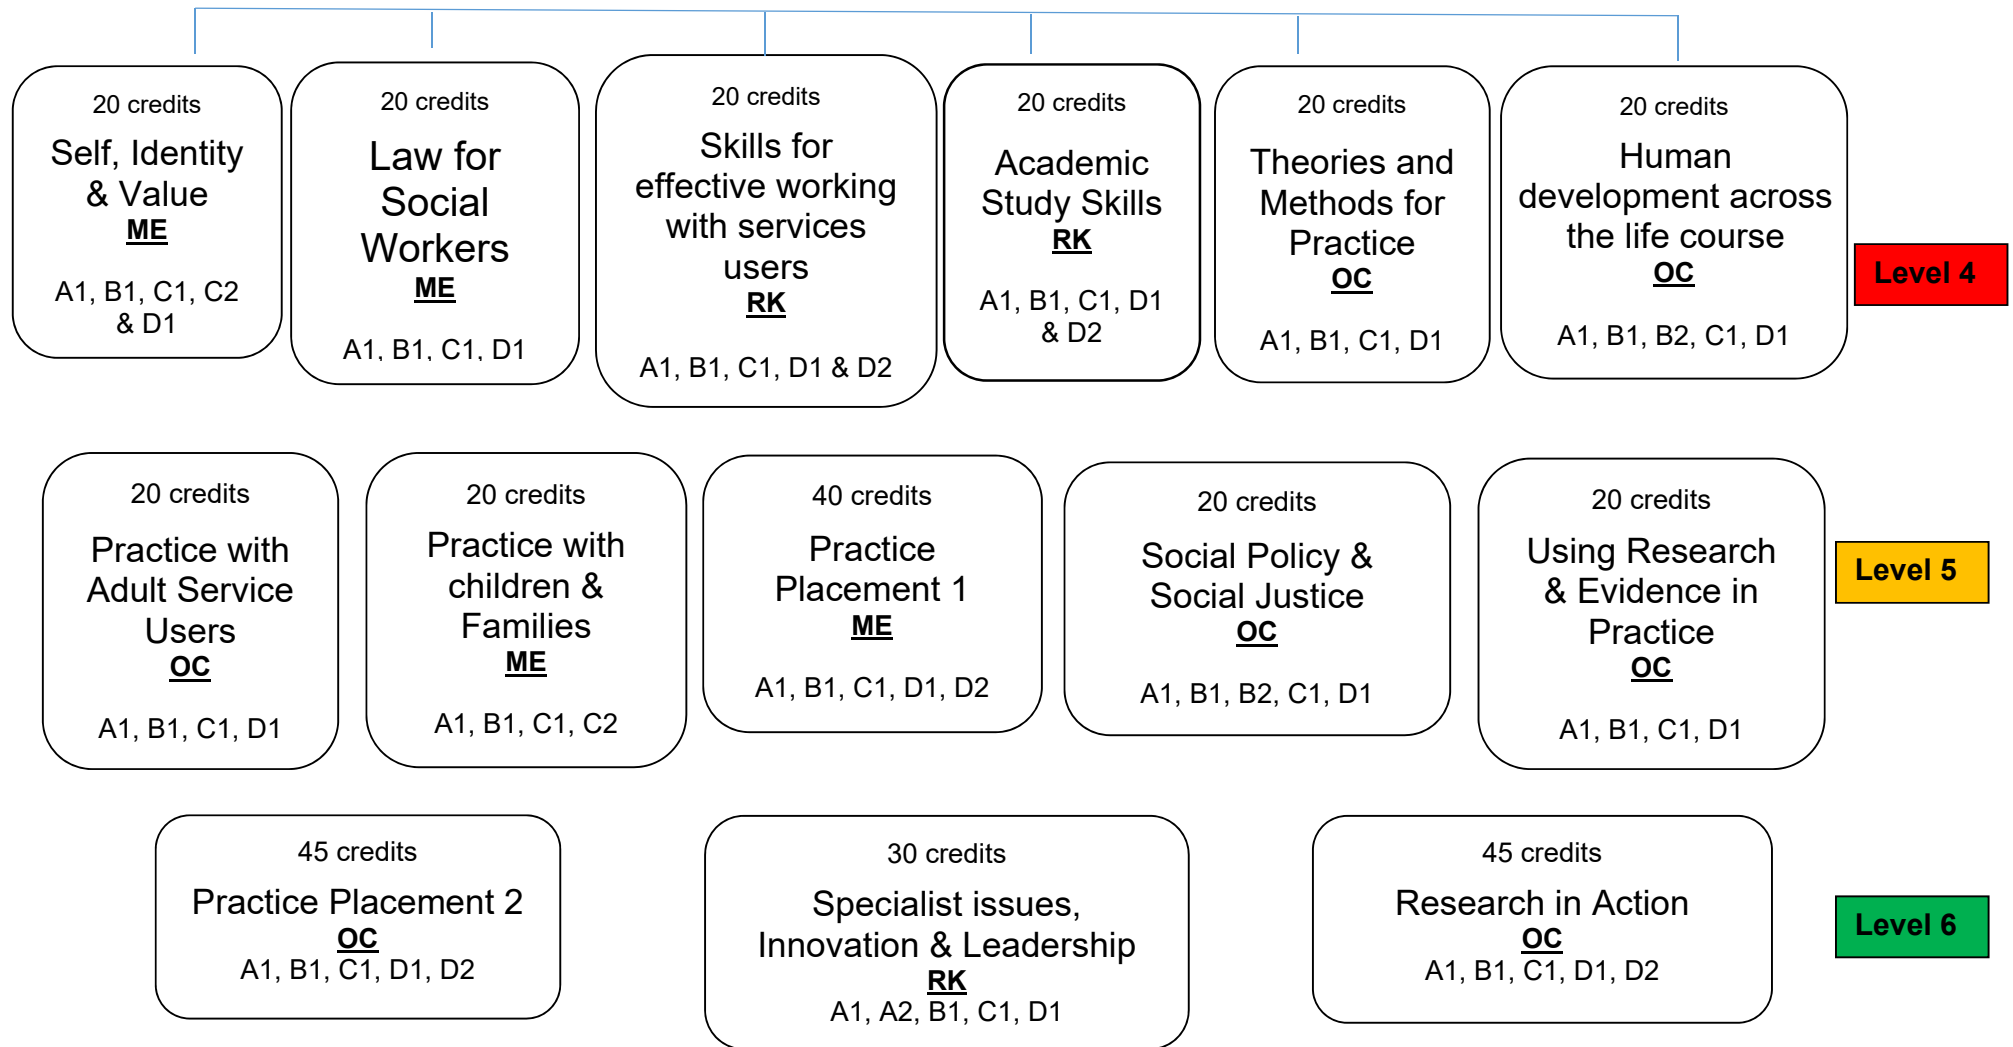 20 credits
Self, Identity
& Value
ME
A1, B1, C1, C2
& D1
20 credits
Law for
Social
Workers
ME
A1, B1, C1, D1
20 credits
Skills for
effective working
with services
users
RK
A1, B1, C1, D1 & D2
20 credits
Academic
Study Skills
RK
A1, B1, C1, D1
& D2
20 credits
Theories and
Methods for
Practice
OC
A1, B1, C1, D1
20 credits
Human
development across
the life course
OC
A1, B1, B2, C1, D1
Level 4
20 credits
Practice with
Adult Service
Users
OC
A1, B1, C1, D1
20 credits
Practice with
children &
Families
ME
A1, B1, C1, C2
40 credits
Practice
Placement 1
ME
A1, B1, C1, D1, D2
20 credits
Social Policy &
Social Justice
OC
A1, B1, B2, C1, D1
20 credits
Using Research
& Evidence in
Practice
OC
A1, B1, C1, D1
Level 5
45 credits
Practice Placement 2
OC
A1, B1, C1, D1, D2
30 credits
Specialist issues,
Innovation & Leadership
RK
A1, A2, B1, C1, D1
45 credits
Research in Action
OC
A1, B1, C1, D1, D2
Level 6